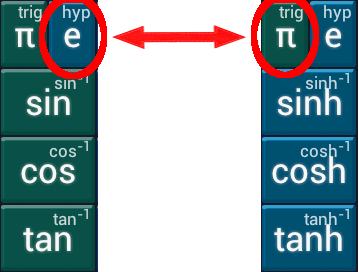 trig hyp trig hyp
π e π e
sin⁻¹ sinh⁻¹
sin sinh
cos⁻¹ cosh⁻¹
cos cosh
tan⁻¹ tanh⁻¹
tan tanh